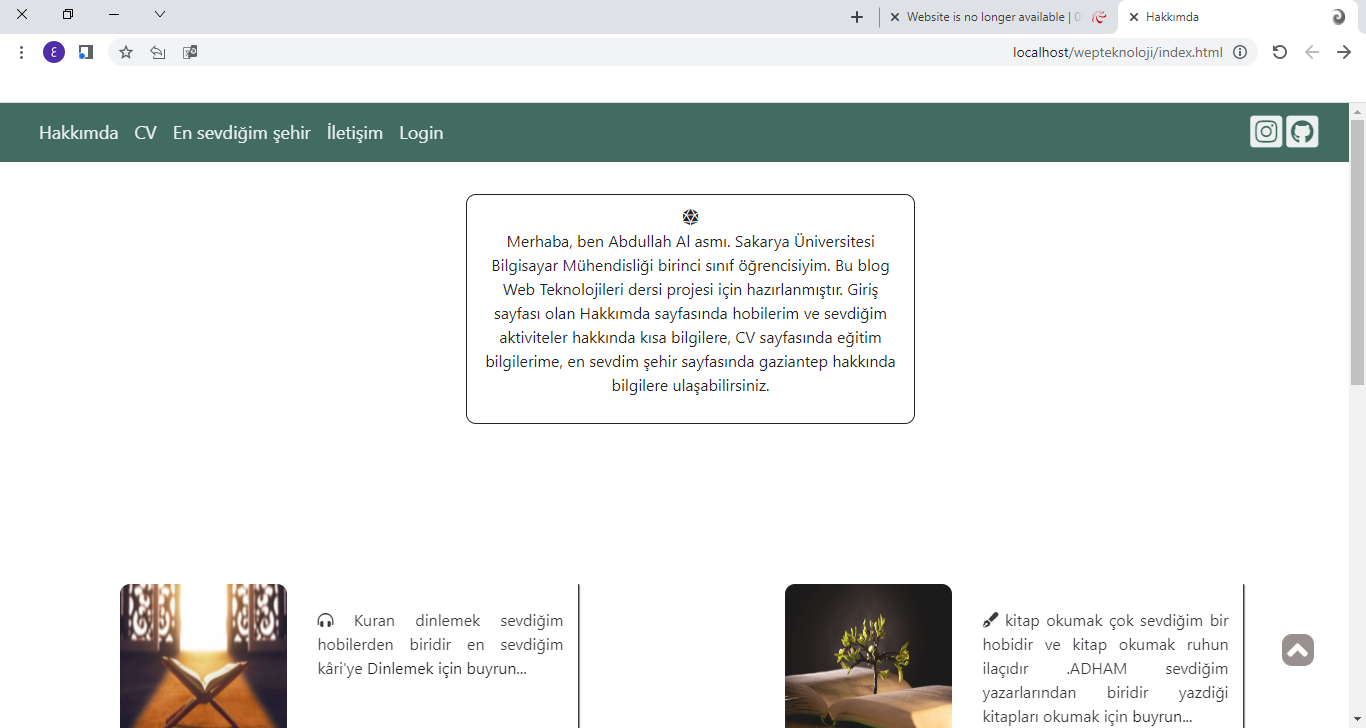 Website is no longer available | 0
Hakkımda
ε
localhost/wepteknoloji/index.html
Hakkımda CV En sevdiğim şehir İletişim Login
Merhaba, ben Abdullah Al asmı. Sakarya Üniversitesi
Bilgisayar Mühendisliği birinci sınıf öğrencisiyim. Bu blog
Web Teknolojileri dersi projesi için hazırlanmıştır. Giriş
sayfası olan Hakkımda sayfasında hobilerim ve sevdiğim
aktiviteler hakkında kısa bilgilere, CV sayfasında eğitim
bilgilerime, en sevdim şehir sayfasında gaziantep hakkında
bilgilere ulaşabilirsiniz.
Kuran dinlemek sevdiğim
hobilerden biridir en sevdiğim
kâri'ye Dinlemek için buyrun...
kitap okumak çok sevdiğim bir
hobidir ve kitap okumak ruhun
ilaçıdır .ADHAM sevdiğim
yazarlarından biridir yazdiği
kitapları okumak için buyrun...